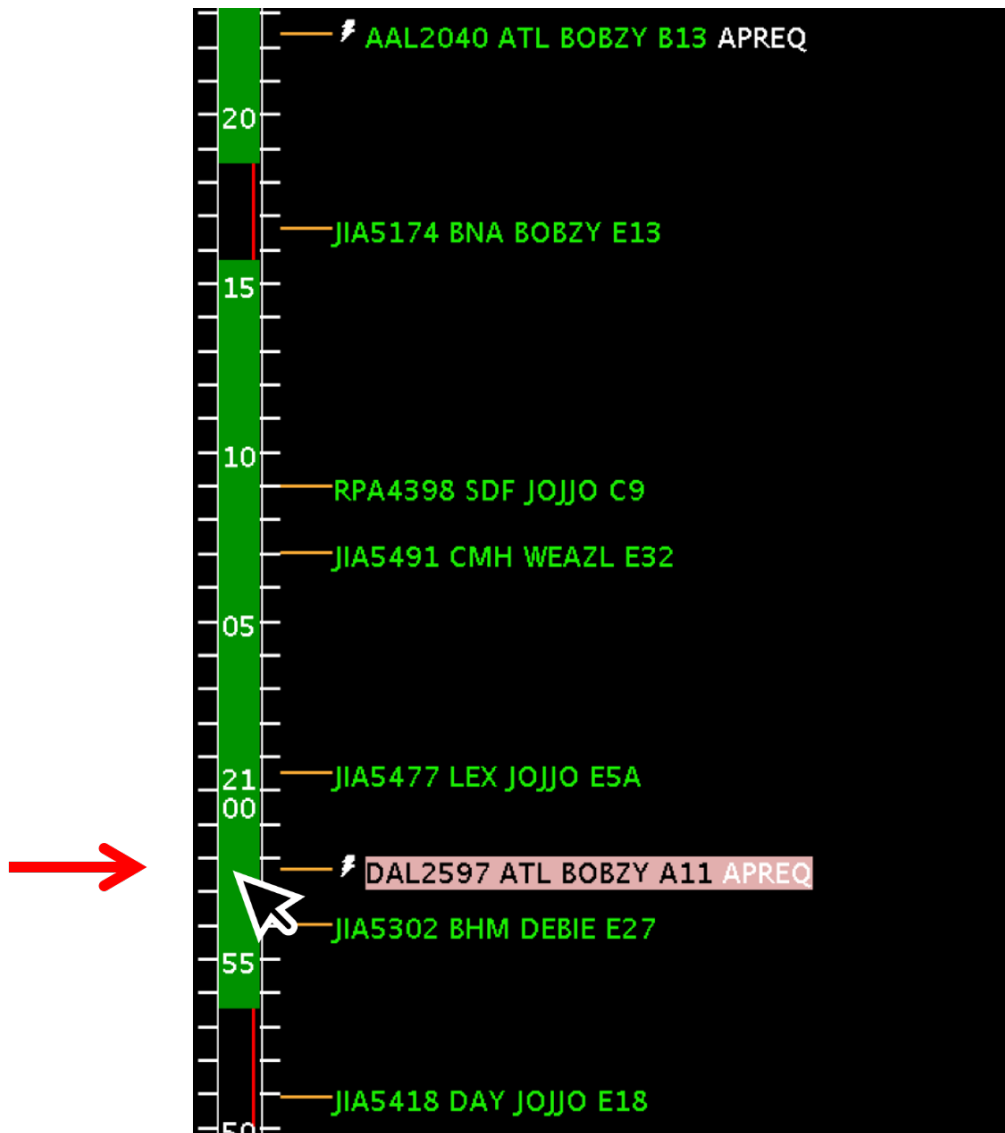 AAL2040 ATL BOBZY B13 APREQ
20
JIA5174 BNA BOBZY E13
15
10
RPA4398 SDF JOJJO C9
JIA5491 CMH WEAZL E32
05
21
00
JIA5477 LEX JOJJO E5A
DAL2597 ATL BOBZY A11 APREQ
JIA5302 BHM DEBIE E27
55
JIA5418 DAY JOJJO E18
50